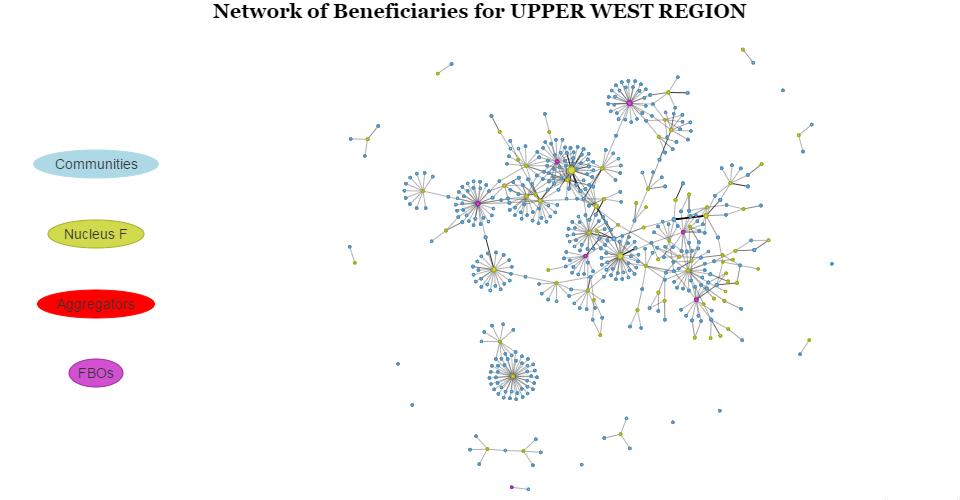 Network of Beneficiaries for UPPER WEST REGION
Communities
Nucleus F
Aggregators
FBOs